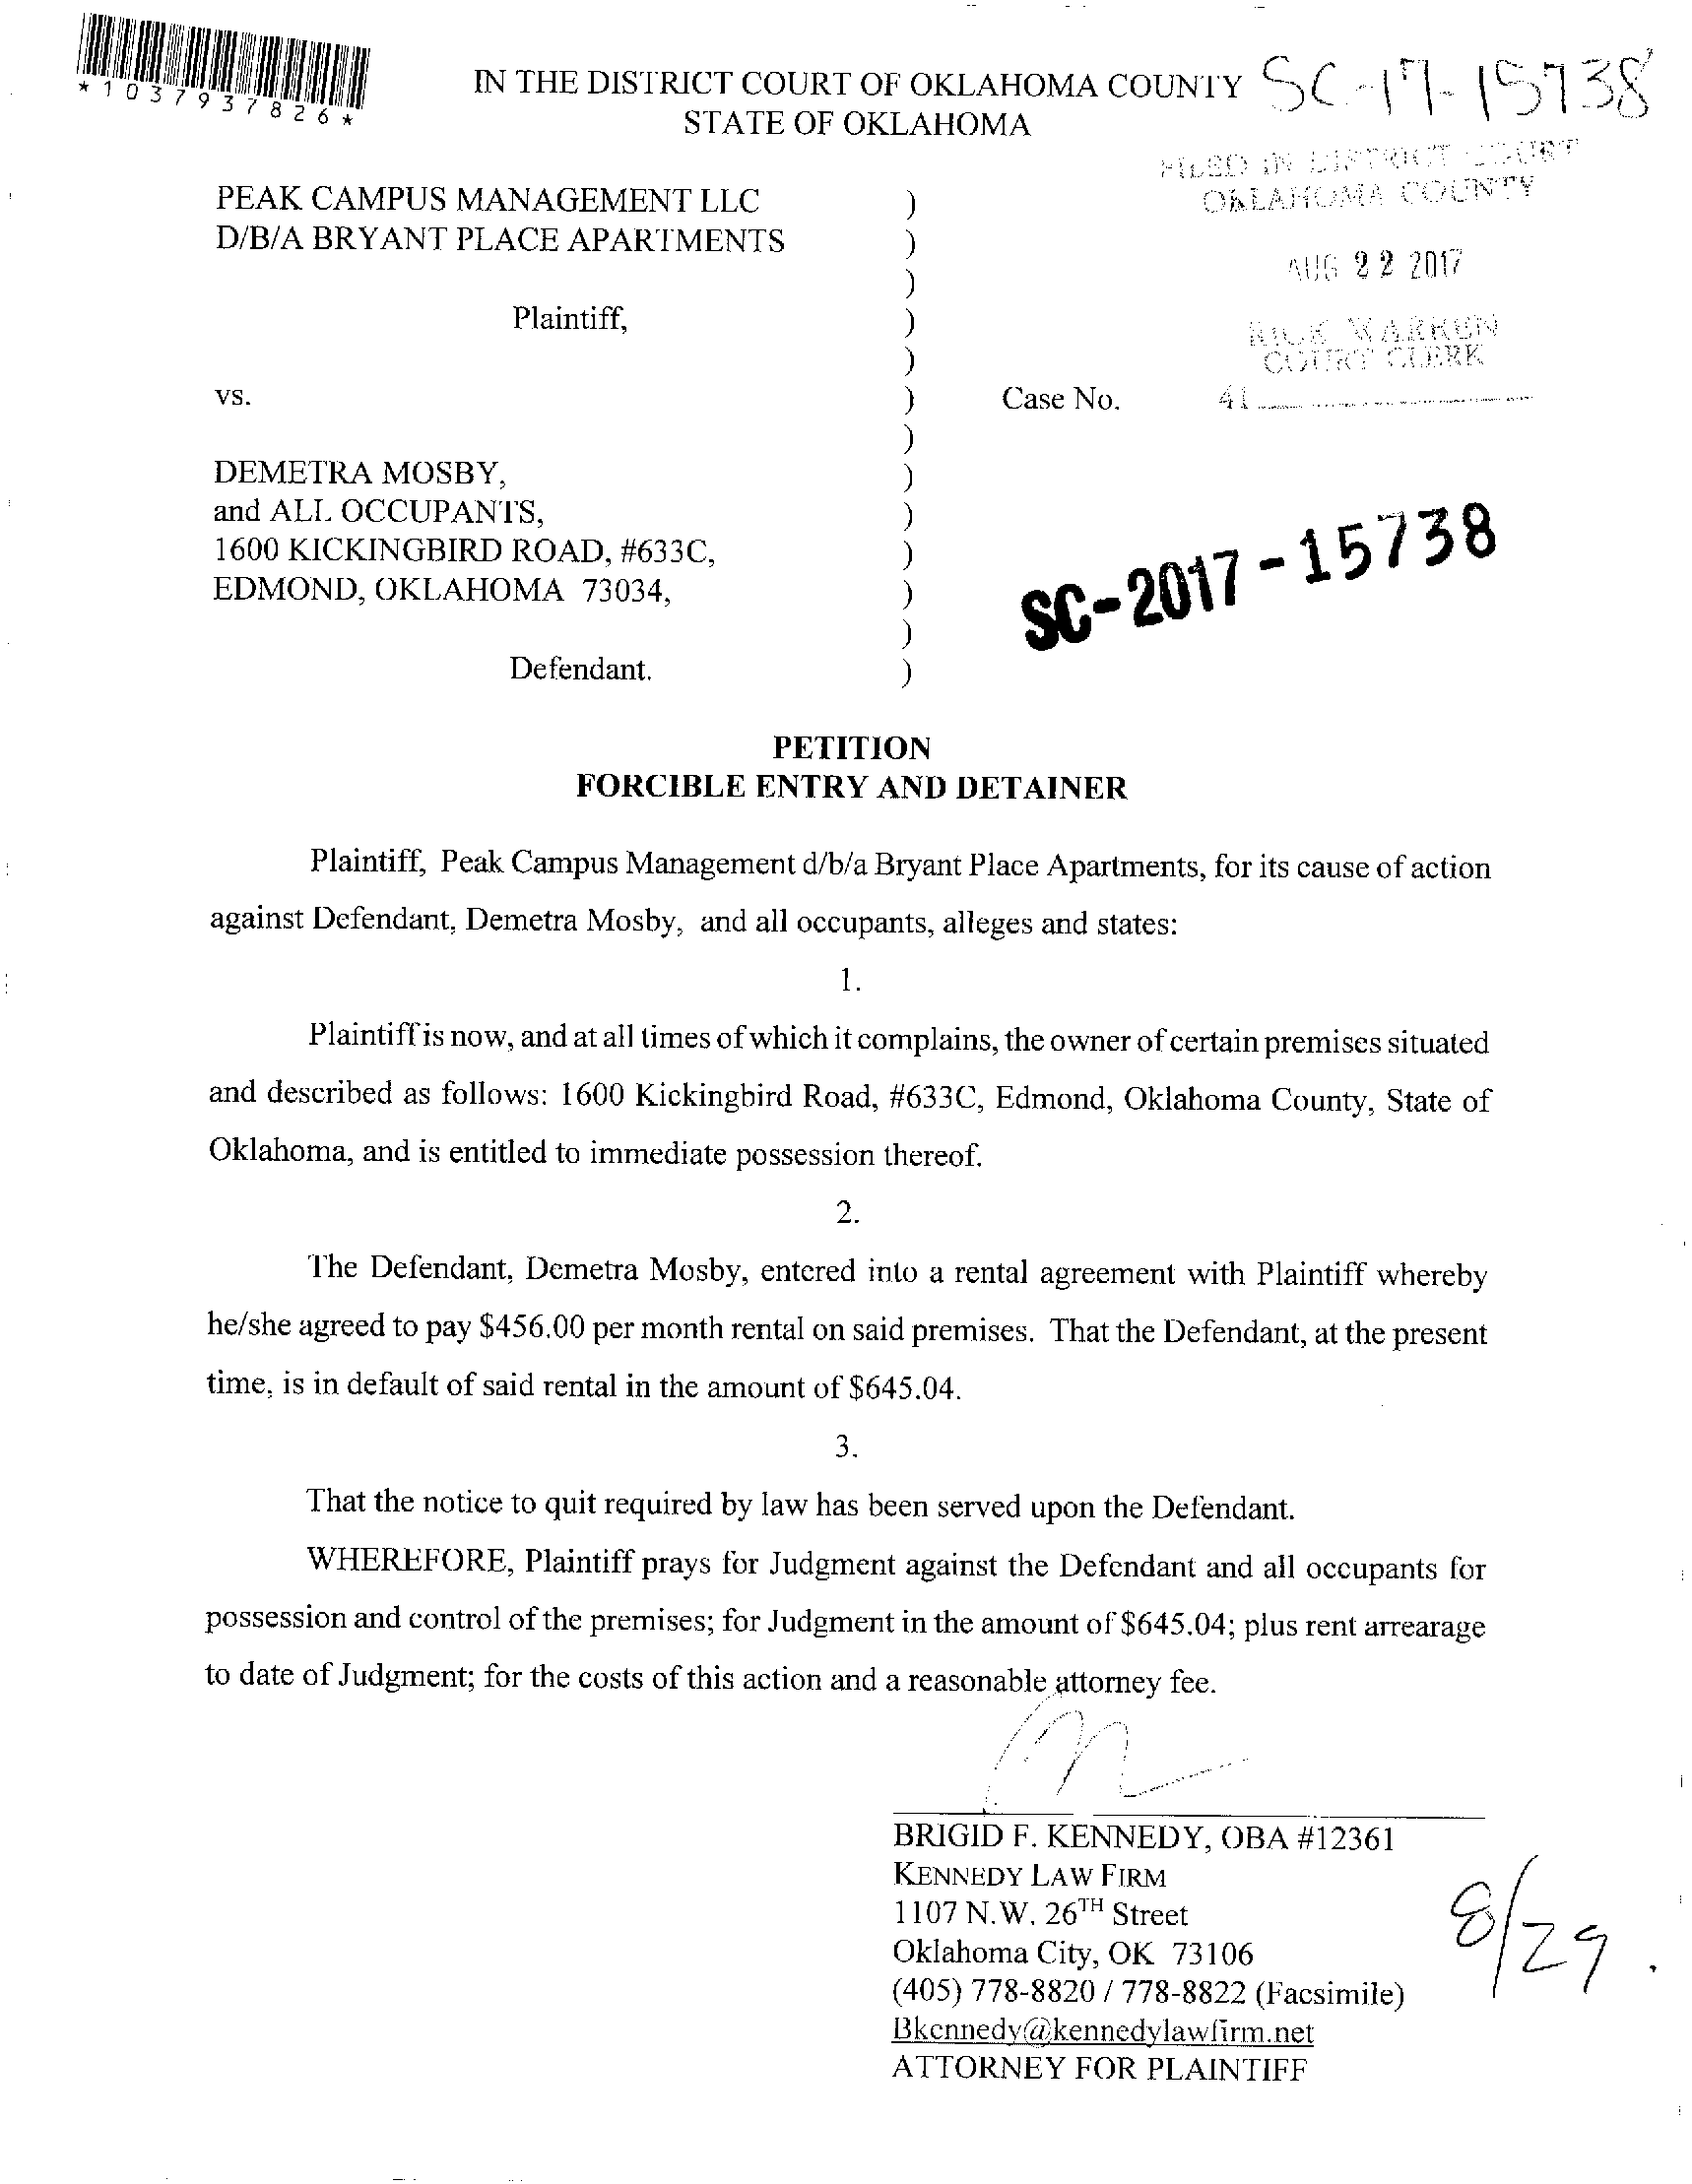 *1037937826*
IN THE DISTRICT COURT OF OKLAHOMA COUNTY SC-17-15738
STATE OF OKLAHOMA
FILED IN DISTRICT COURT
OKLAHOMA COUNTY
PEAK CAMPUS MANAGEMENT LLC )
D/B/A BRYANT PLACE APARTMENTS )
AUG 22 2017
)
Plaintiff, )
RICK WARREN
COURT CLERK
)
vs. ) Case No. 41
)
DEMETRA MOSBY, )
and ALL OCCUPANTS, )
1600 KICKINGBIRD ROAD, #633C, )
EDMOND, OKLAHOMA 73034, )
SC-2017-15738
)
Defendant. )
PETITION
FORCIBLE ENTRY AND DETAINER
Plaintiff, Peak Campus Management d/b/a Bryant Place Apartments, for its cause of action
against Defendant, Demetra Mosby, and all occupants, alleges and states:
1.
Plaintiff is now, and at all times of which it complains, the owner of certain premises situated
and described as follows: 1600 Kickingbird Road, #633C, Edmond, Oklahoma County, State of
Oklahoma, and is entitled to immediate possession thereof.
2.
The Defendant, Demetra Mosby, entered into a rental agreement with Plaintiff whereby
he/she agreed to pay $456.00 per month rental on said premises. That the Defendant, at the present
time, is in default of said rental in the amount of $645.04.
3.
That the notice to quit required by law has been served upon the Defendant.
WHEREFORE, Plaintiff prays for Judgment against the Defendant and all occupants for
possession and control of the premises; for Judgment in the amount of $645.04; plus rent arrearage
to date of Judgment; for the costs of this action and a reasonable attorney fee.
BRIGID F. KENNEDY, OBA #12361
KENNEDY LAW FIRM
1107 N.W. 26TH Street
Oklahoma City, OK 73106
(405) 778-8820 / 778-8822 (Facsimile)
Bkennedy@kennedylawfirm.net
ATTORNEY FOR PLAINTIFF
8/29.